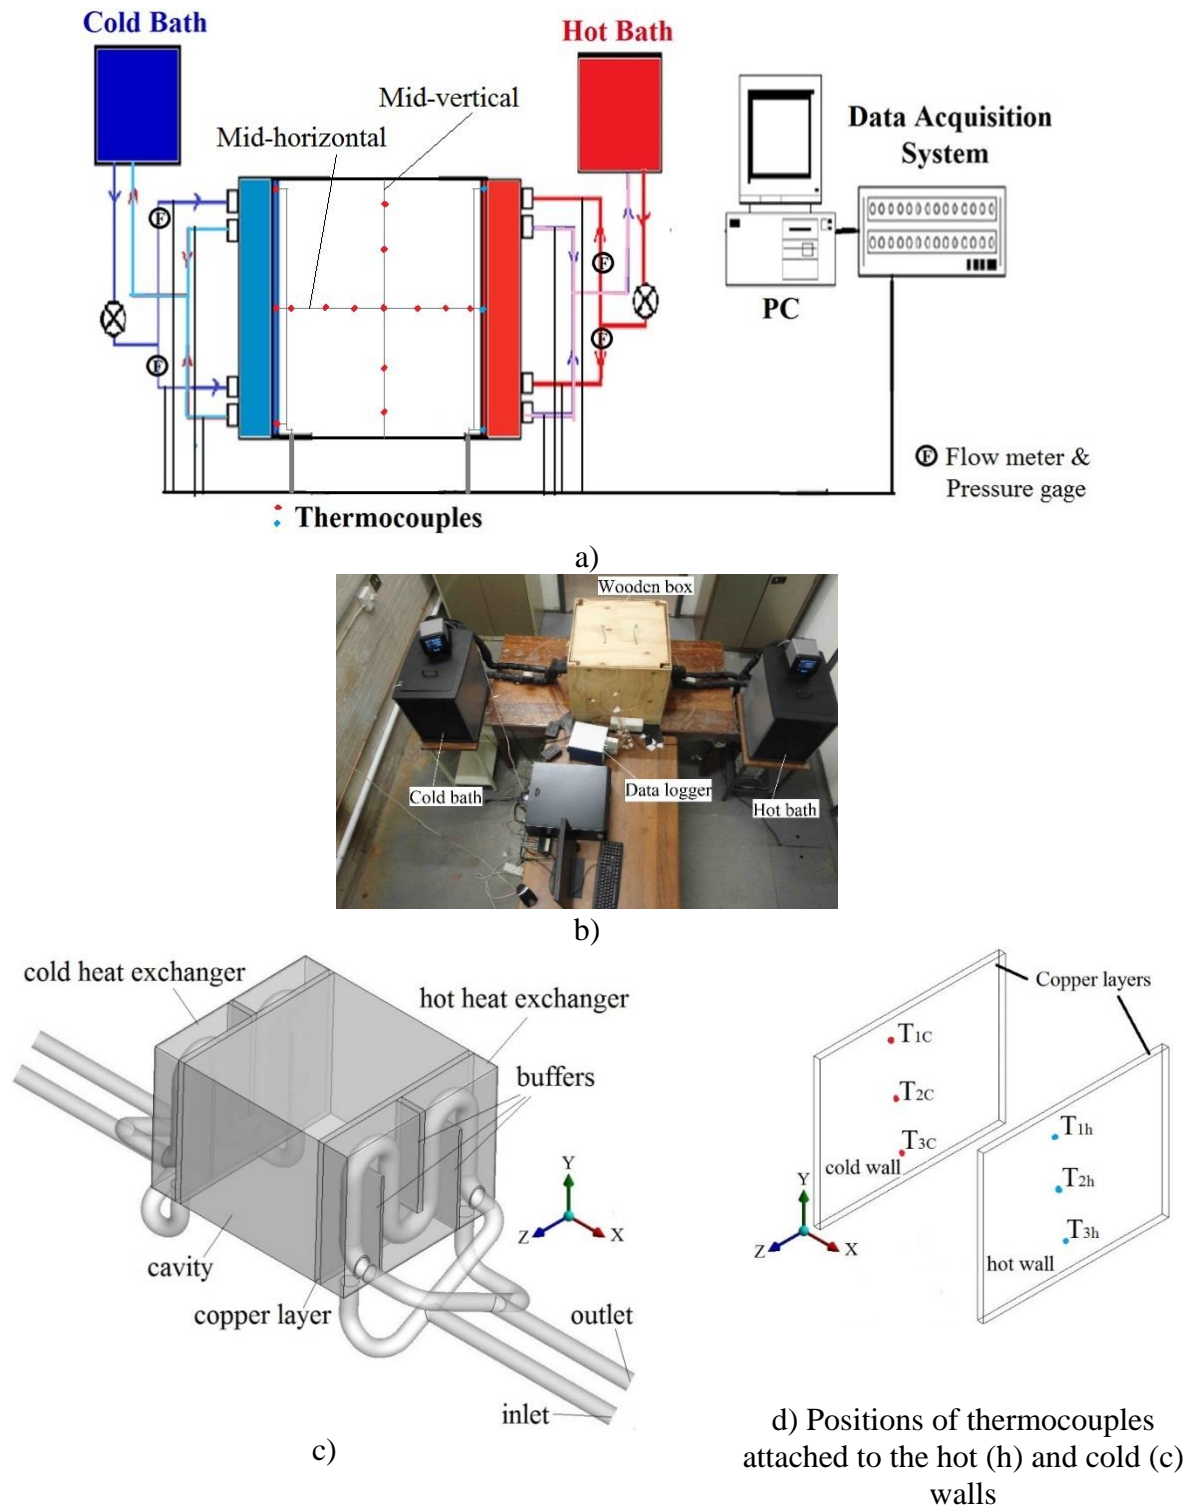 Cold Bath
Hot Bath
Mid-vertical
Mid-horizontal
Data Acquisition
System
F
F
F
F
PC
F Flow meter &
Pressure gage
Thermocouples
a)
Wooden box
Cold bath
Data logger
Hot bath
b)
cold heat exchanger
hot heat exchanger
buffers
Y
Z
X
cavity
copper layer
outlet
inlet
c)
Copper layers
T1C
T2C
T3C
cold wall
T1h
T2h
T3h
hot wall
Y
Z
X
d) Positions of thermocouples
attached to the hot (h) and cold (c)
walls